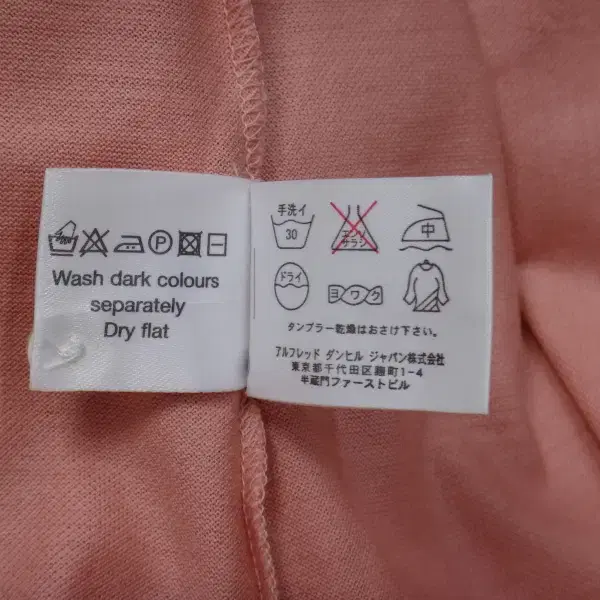 Wash dark colours
separately
Dry flat
P
手洗イ
30
エンソ
サラシ
中
ドライ
ヨワク
タンブラー乾燥はおさけ下さい。
アルフレッド ダンヒル ジャパン株式会社
東京都千代田区麹町1-4
半蔵門ファーストビル